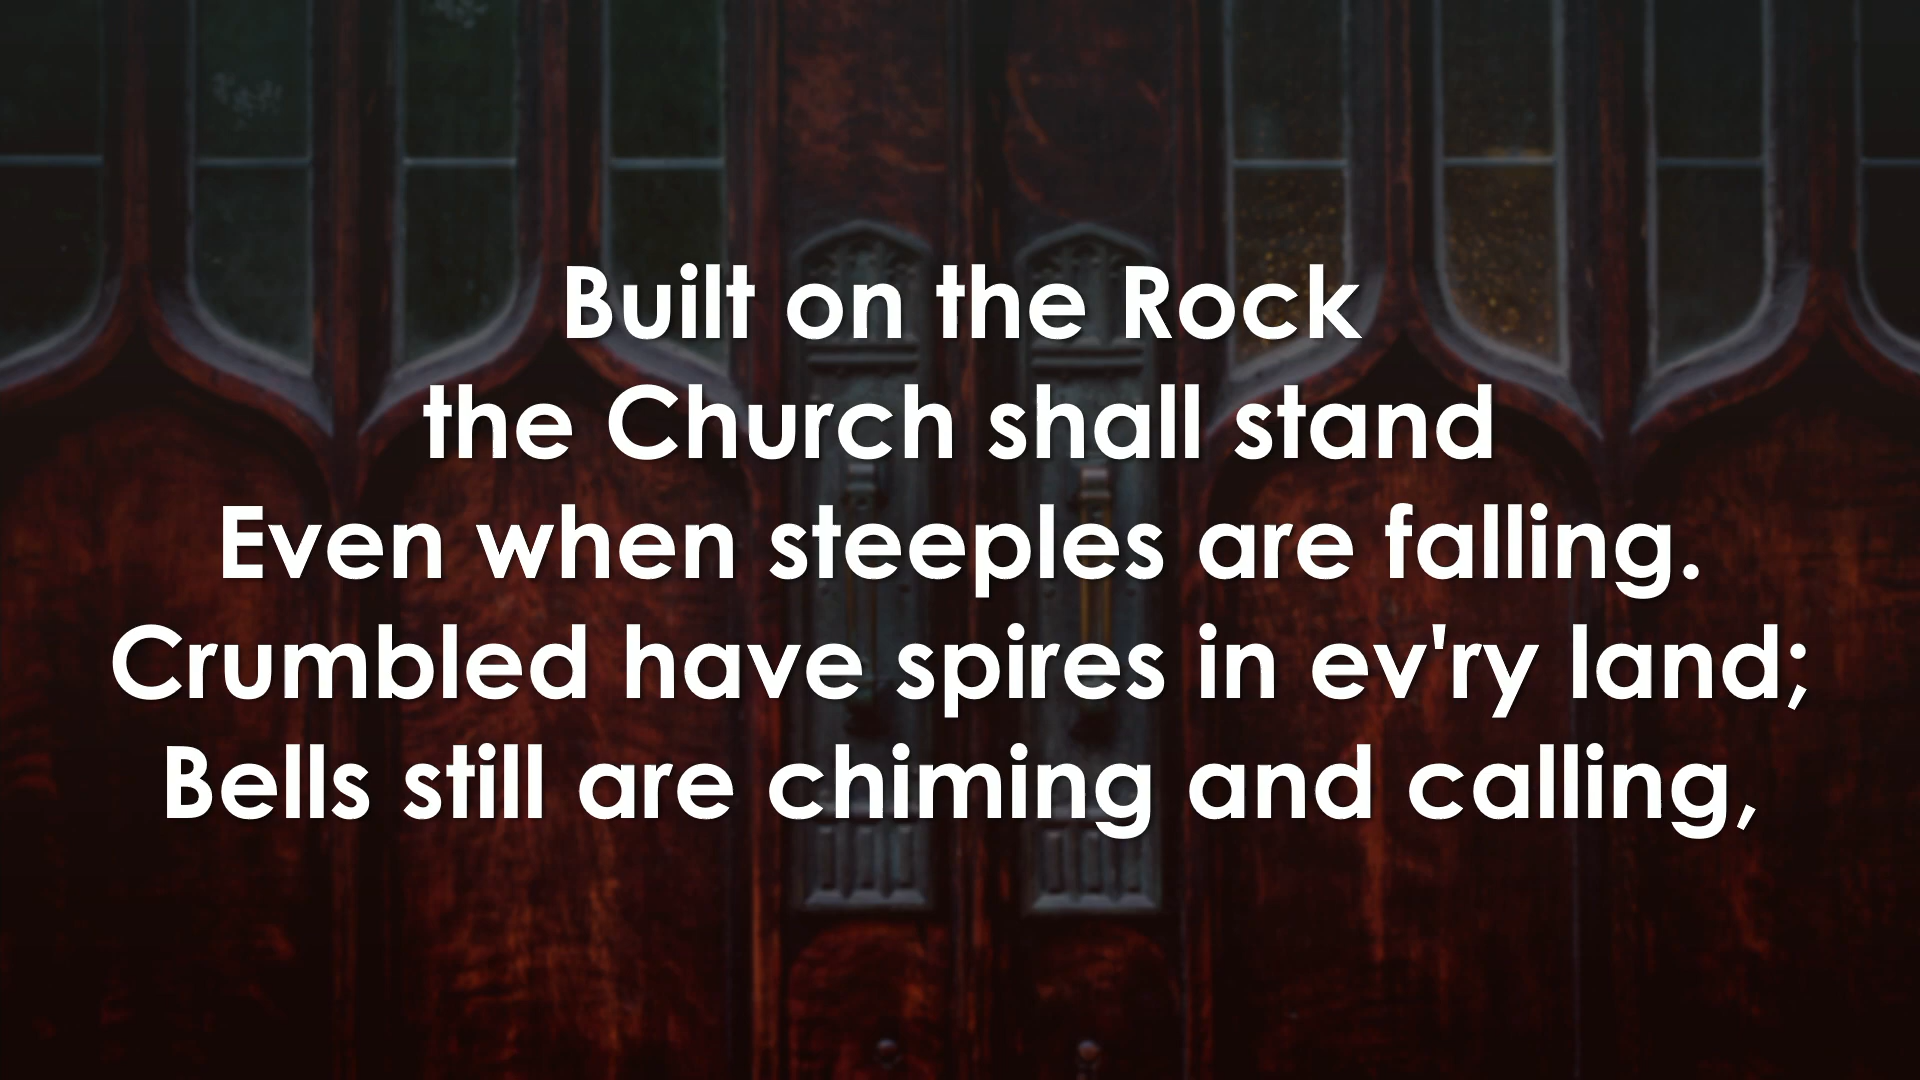 Built on the Rock
the Church shall stand
Even when steeples are falling.
Crumbled have spires in ev'ry land;
Bells still are chiming and calling,